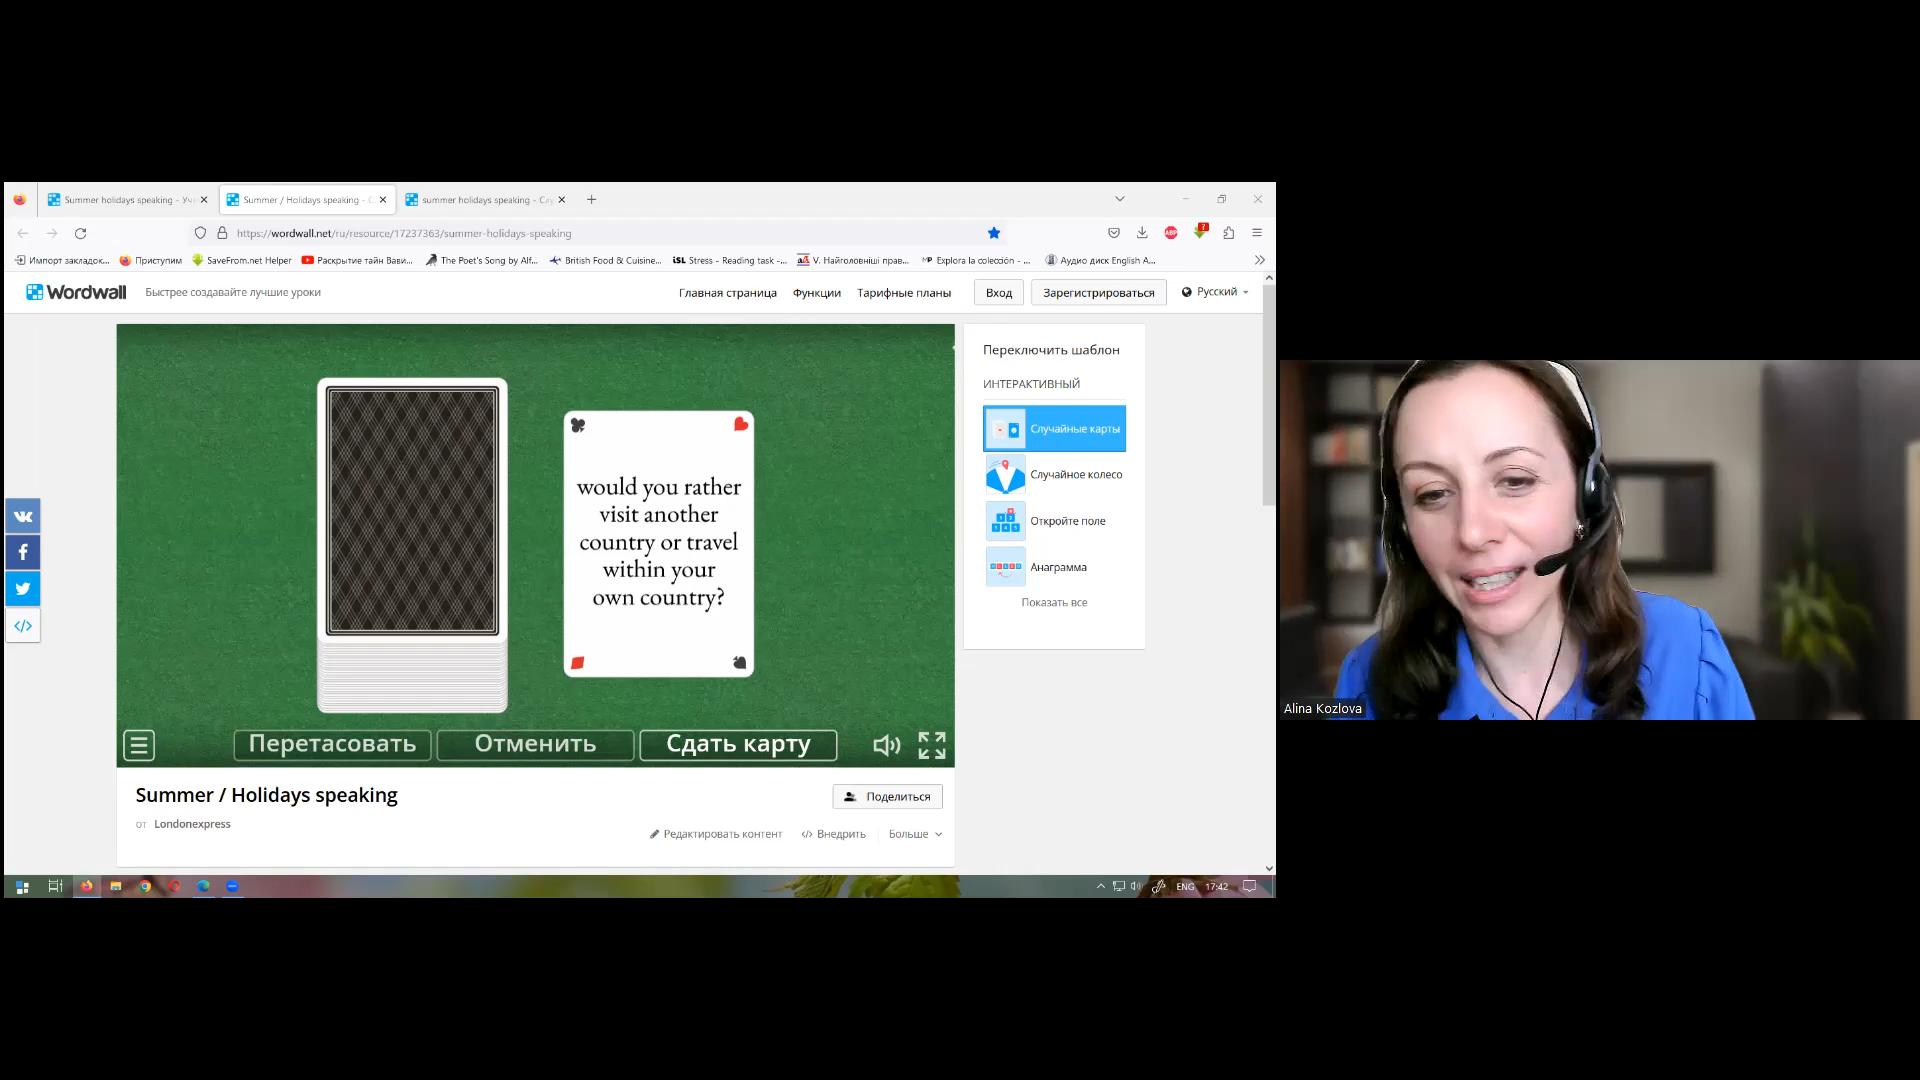 Summer holidays speaking - Уч
Summer / Holidays speaking - С
summer holidays speaking - Сл
https://wordwall.net/ru/resource/17237363/summer-holidays-speaking
ABP
7
Импорт закладок...
Приступим
SaveFrom.net Helper
Раскрытие тайн Вави...
The Poet's Song by Alf...
British Food & Cuisine...
iSL Stress - Reading task -...
V. Найголовніші прав...
Explora la colección - ...
Аудио диск English A...
Wordwall
Быстрее создавайте лучшие уроки
Главная страница
Функции
Тарифные планы
Вход
Зарегистрироваться
Русский
would you rather
visit another
country or travel
within your
own country?
Перетасовать
Отменить
Сдать карту
Переключить шаблон
ИНТЕРАКТИВНЫЙ
Случайные карты
Случайное колесо
Откройте поле
Анаграмма
Показать все
Summer / Holidays speaking
от Londonexpress
Поделиться
Редактировать контент
Внедрить
Больше
ENG
17:42
Alina Kozlova